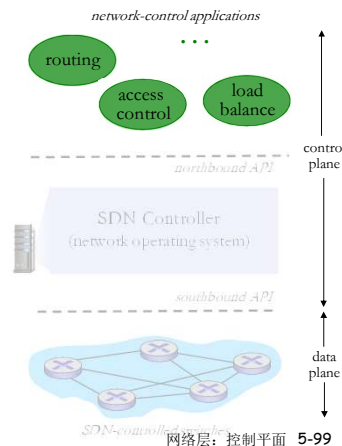 network-control applications
...
routing
access
control
load
balance
control
plane
northbound API
SDN Controller
(network operating system)
southbound API
data
plane
SDN-controlled switches
网络层：控制平面 5-99